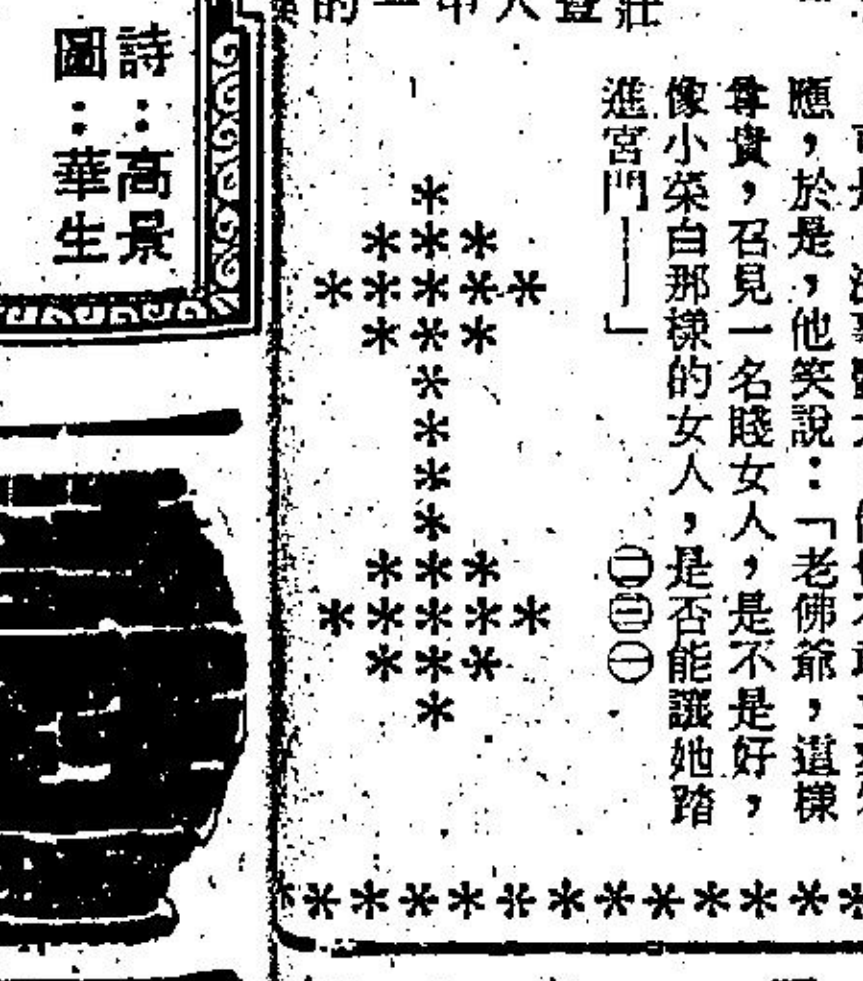 應，於是，他笑說：「老佛爺，這樣
尊貴，召見一名賤女人，是不是好，
像小菜白那樣的女人，是否能讓她踏
進宮門——」　㊁㊂㊀
詩：高景
圖：華生